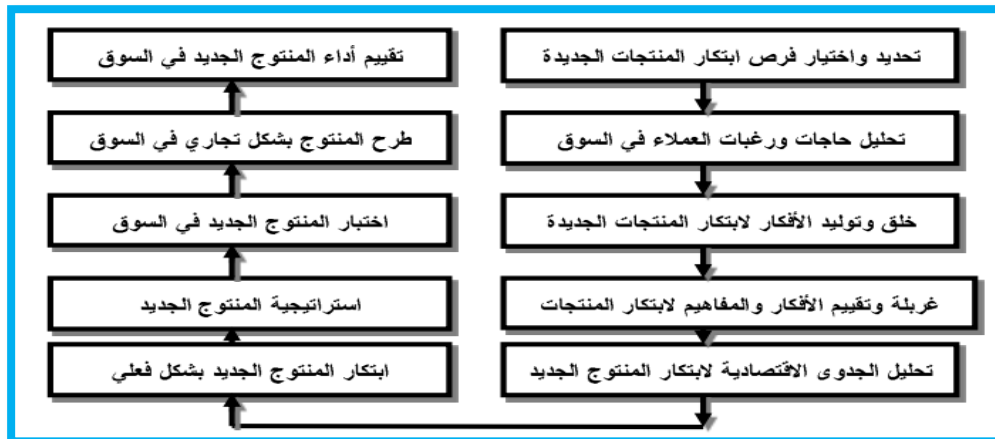 تحديد واختيار فرص ابتكار المنتجات الجديدة
تحليل حاجات ورغبات العملاء في السوق
خلق وتوليد الأفكار لابتكار المنتجات الجديدة
غربلة وتقييم الأفكار والمفاهيم لابتكار المنتجات
تحليل الجدوى الاقتصادية لابتكار المنتوج الجديد
ابتكار المنتوج الجديد بشكل فعلي
استراتيجية المنتوج الجديد
اختبار المنتوج الجديد في السوق
طرح المنتوج بشكل تجاري في السوق
تقييم أداء المنتوج الجديد في السوق